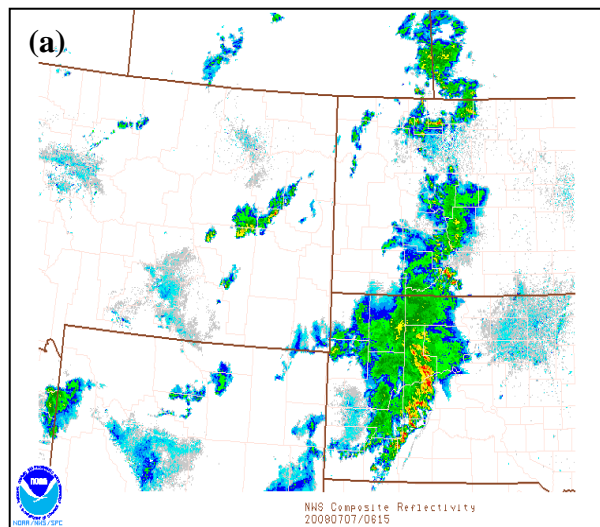 (a)
NOAA
NOAA/NWS/SPC
NWS Composite Reflectivity
20080707/0615